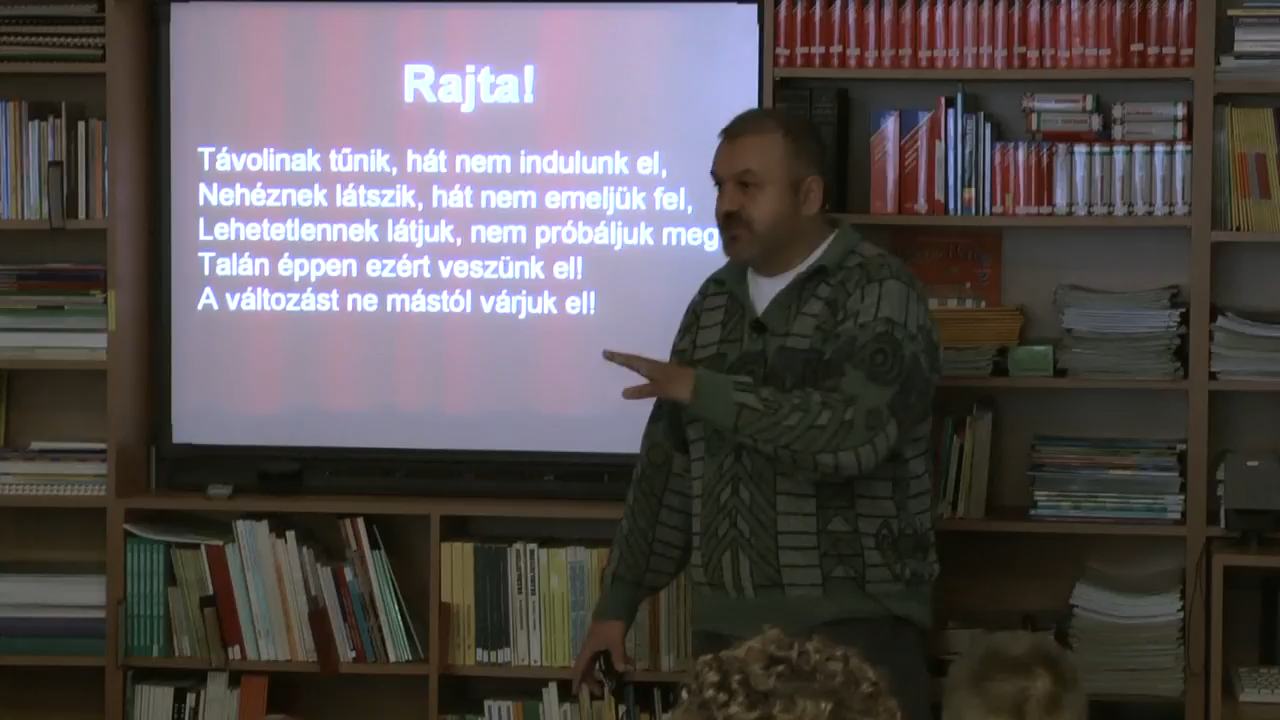 Rajta!
Távolinak tűnik, hát nem indulunk el,
Nehéznek látszik, hát nem emeljük fel,
Lehetetlennek látjuk, nem próbáljuk meg
Talán éppen ezért veszünk el!
A változást ne mástól várjuk el!